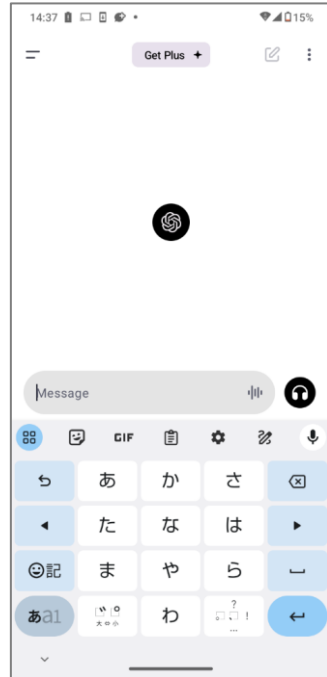 14:37 15%
Get Plus
Message
GIF
あ か さ
た な は
記 ま や ら
あa1 大 小 わ ? ! ...